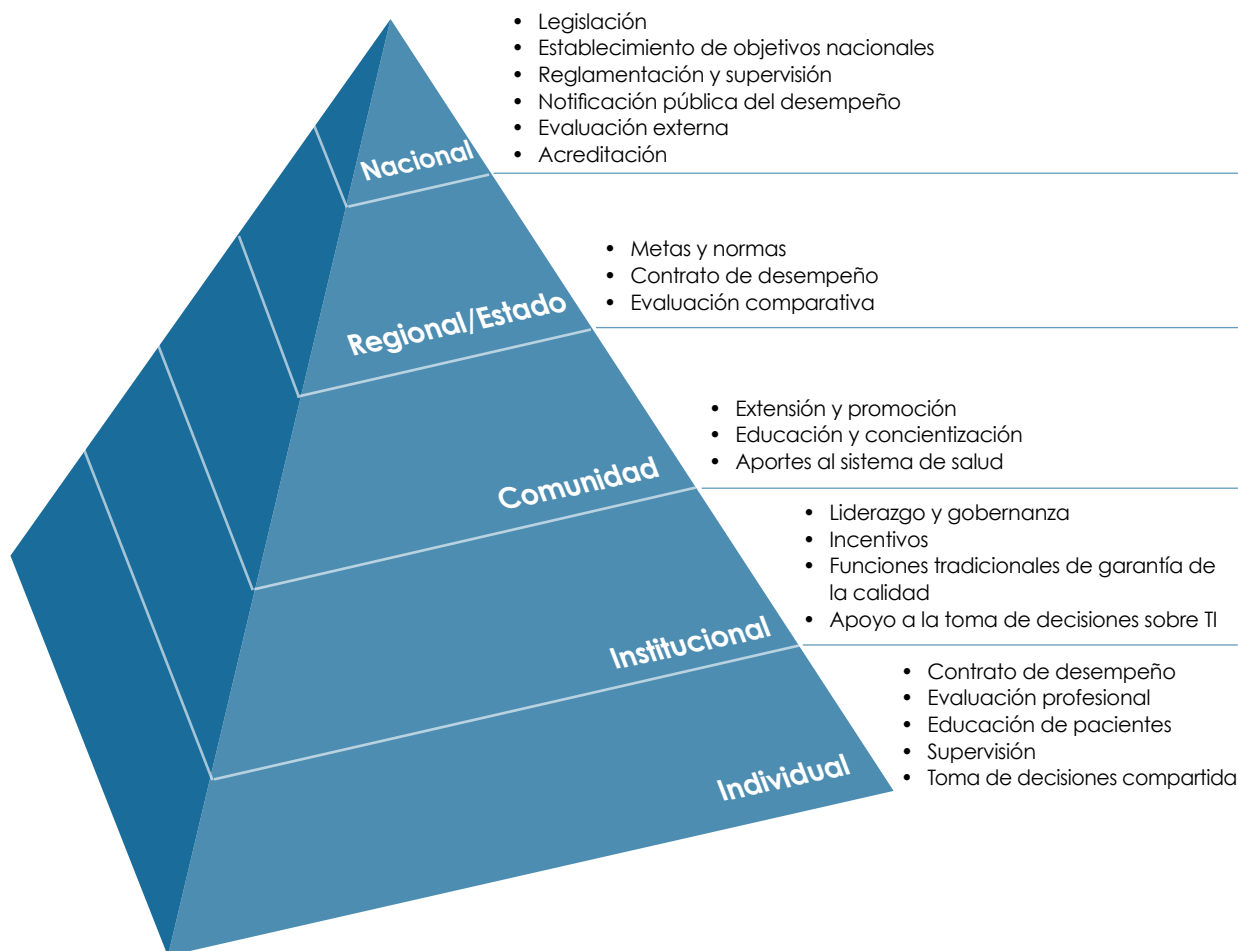 • Legislación
• Establecimiento de objetivos nacionales
• Reglamentación y supervisión
• Notificación pública del desempeño
• Evaluación externa
• Acreditación
Nacional
• Metas y normas
• Contrato de desempeño
• Evaluación comparativa
Regional/Estado
• Extensión y promoción
• Educación y concientización
• Aportes al sistema de salud
Comunidad
• Liderazgo y gobernanza
• Incentivos
• Funciones tradicionales de garantía de
la calidad
• Apoyo a la toma de decisiones sobre TI
Institucional
• Contrato de desempeño
• Evaluación profesional
• Educación de pacientes
• Supervisión
• Toma de decisiones compartida
Individual